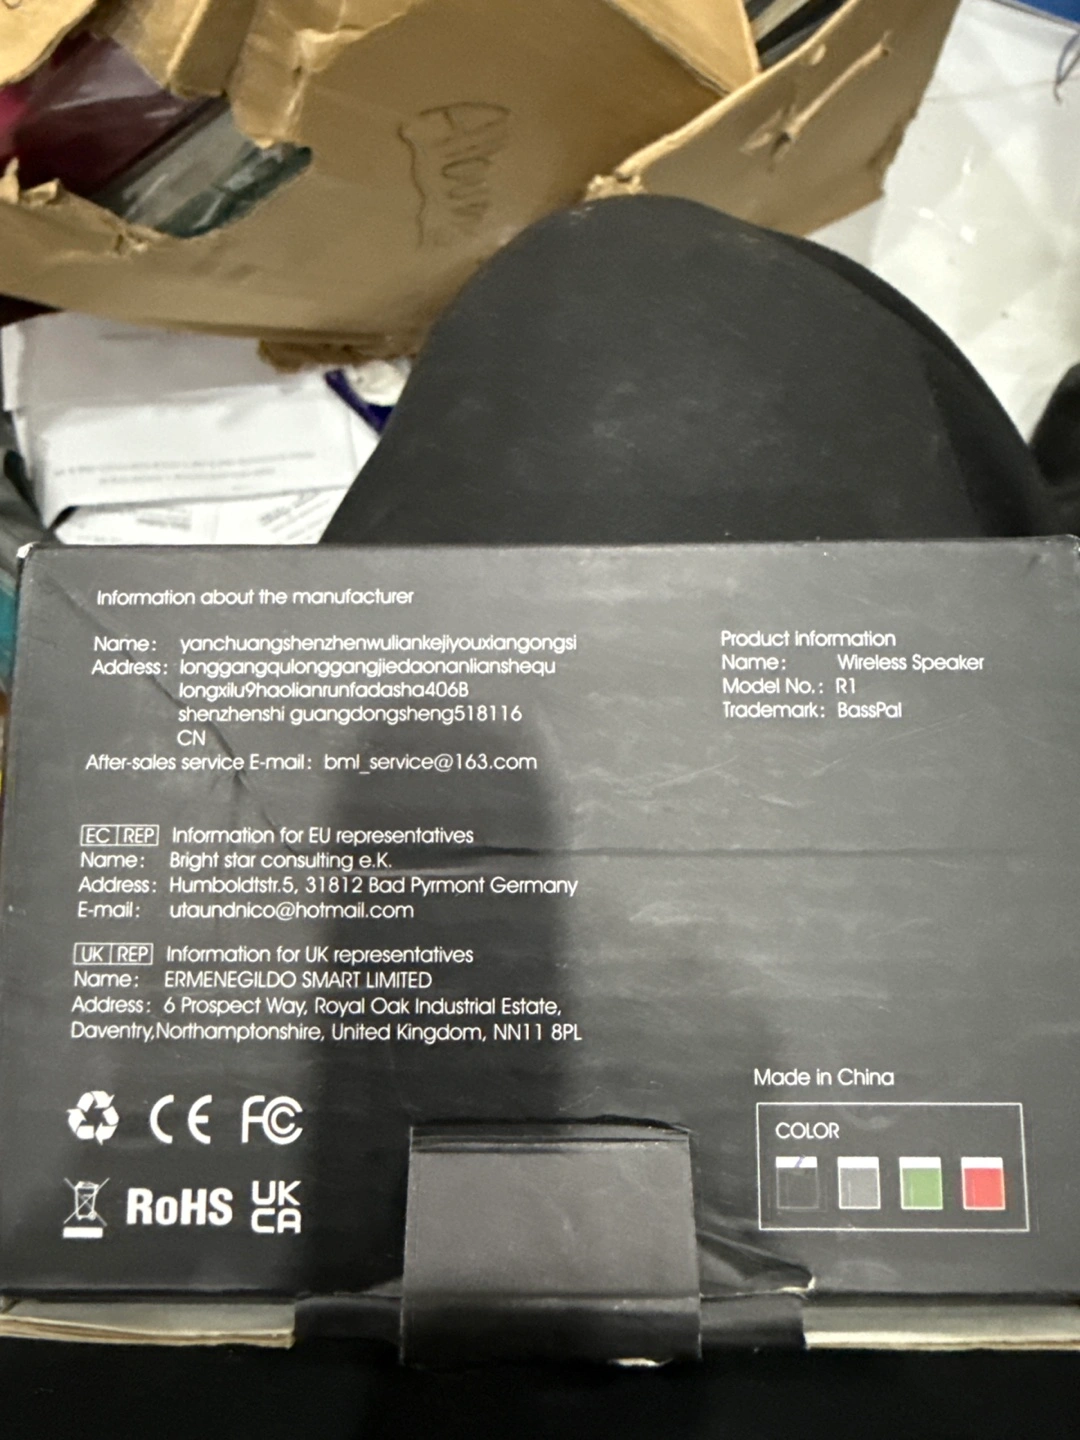 Information about the manufacturer
Name: yanchuangshenzhenwuliankejiyouxiangongsi
Address: longgangqulonggangjiedaonanlianshequ
longxilu9haolianrunfadasha406B
shenzhenshi guangdongsheng518116
CN
After-sales service E-mail: bml_service@163.com
Product Information
Name: Wireless Speaker
Model No.: R1
Trademark: BassPal
EC REP Information for EU representatives
Name: Bright star consulting e.K.
Address: Humboldtstr.5, 31812 Bad Pyrmont Germany
E-mail: utaundnico@hotmail.com
UK REP Information for UK representatives
Name: ERMENEGILDO SMART LIMITED
Address: 6 Prospect Way, Royal Oak Industrial Estate,
Daventry,Northamptonshire, United Kingdom, NN11 8PL
CE FC
RoHS UK
CA
Made in China
COLOR